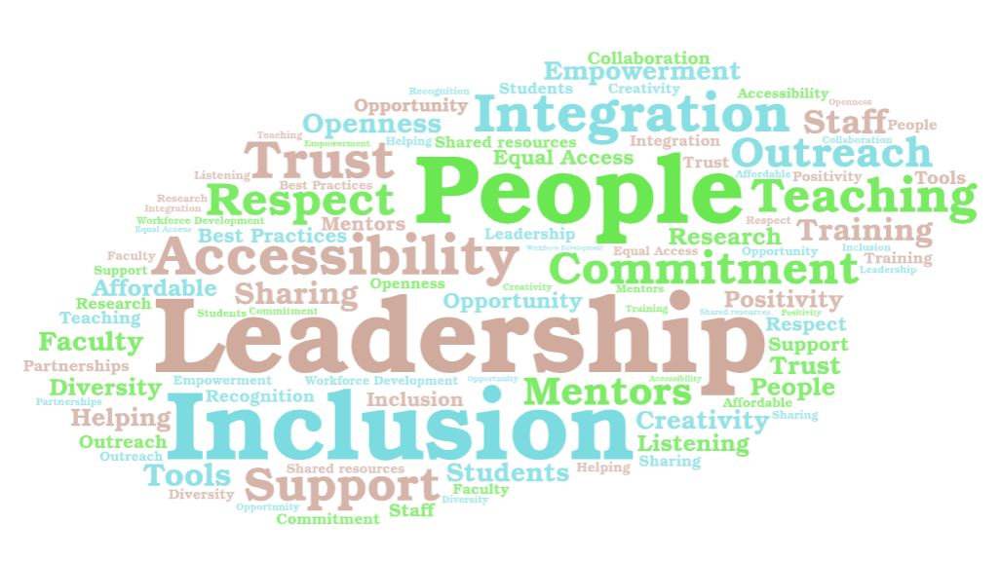 Collaboration
Empowerment
Recognition
Students
Creativity
Accessibility
Opportunity
Integration
Openness
Openness
Staff
People
Teaching
Empowerment
Helping
Shared resources
Integration
Collaboration
Trust
Equal Access
Trust
Outreach
Listening
Best Practices
People
Affordable
Positivity
Tools
Research
Integration
Respect
Teaching
Workforce Development
Equal Access
Best Practices
Mentors
Leadership
Research
Respect
Training
Workforce Development
Equal Access
Opportunity
Inclusion
Faculty
Support
Accessibility
Commitment
Training
Leadership
Affordable
Sharing
Openness
Creativity
Mentors
Research
Opportunity
Positivity
Teaching
Students
Commitment
Leadership
Training
Shared resources
Positivity
Respect
Faculty
Support
Partnerships
Trust
Diversity
Empowerment
Workforce Development
Opportunity
Accessibility
People
Partnerships
Recognition
Inclusion
Mentors
Affordable
Helping
Inclusion
Creativity
Sharing
Outreach
Listening
Outreach
Sharing
Tools
Shared resources
Support
Students
Helping
Diversity
Faculty
Opportunity
Diversity
Staff
Commitment